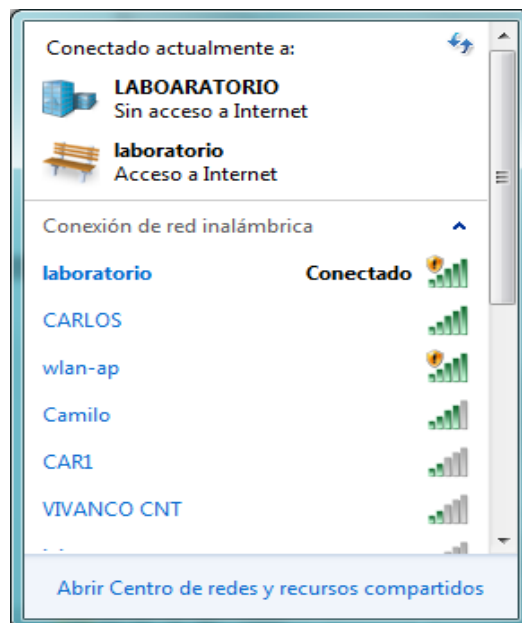 Conectado actualmente a:
LABOARATORIO
Sin acceso a Internet
laboratorio
Acceso a Internet
Conexión de red inalámbrica
laboratorio Conectado
CARLOS
wlan-ap
Camilo
CAR1
VIVANCO CNT
Abrir Centro de redes y recursos compartidos